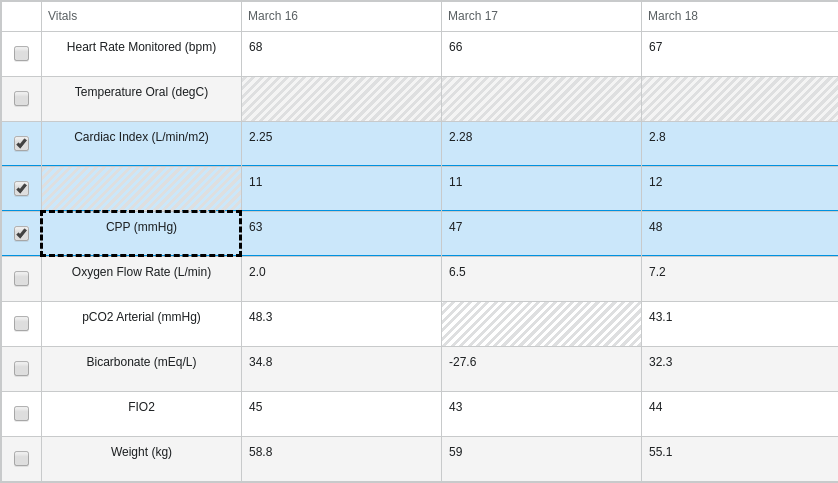 Vitals March 16 March 17 March 18
Heart Rate Monitored (bpm) 68 66 67
Temperature Oral (degC)
Cardiac Index (L/min/m2) 2.25 2.28 2.8
11 11 12
CPP (mmHg) 63 47 48
Oxygen Flow Rate (L/min) 2.0 6.5 7.2
pCO2 Arterial (mmHg) 48.3 43.1
Bicarbonate (mEq/L) 34.8 -27.6 32.3
FIO2 45 43 44
Weight (kg) 58.8 59 55.1